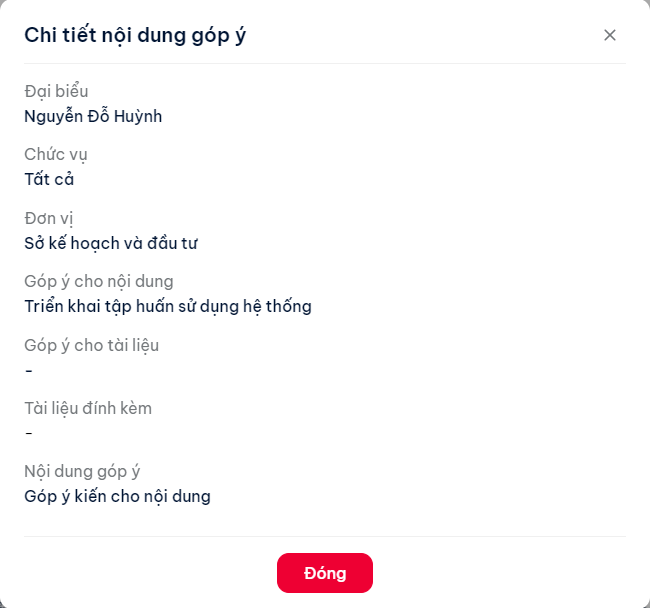 Chi tiết nội dung góp ý
Đại biểu
Nguyễn Đỗ Huỳnh
Chức vụ
Tất cả
Đơn vị
Sở kế hoạch và đầu tư
Góp ý cho nội dung
Triển khai tập huấn sử dụng hệ thống
Góp ý cho tài liệu
-
Tài liệu đính kèm
-
Nội dung góp ý
Góp ý kiến cho nội dung
Đóng